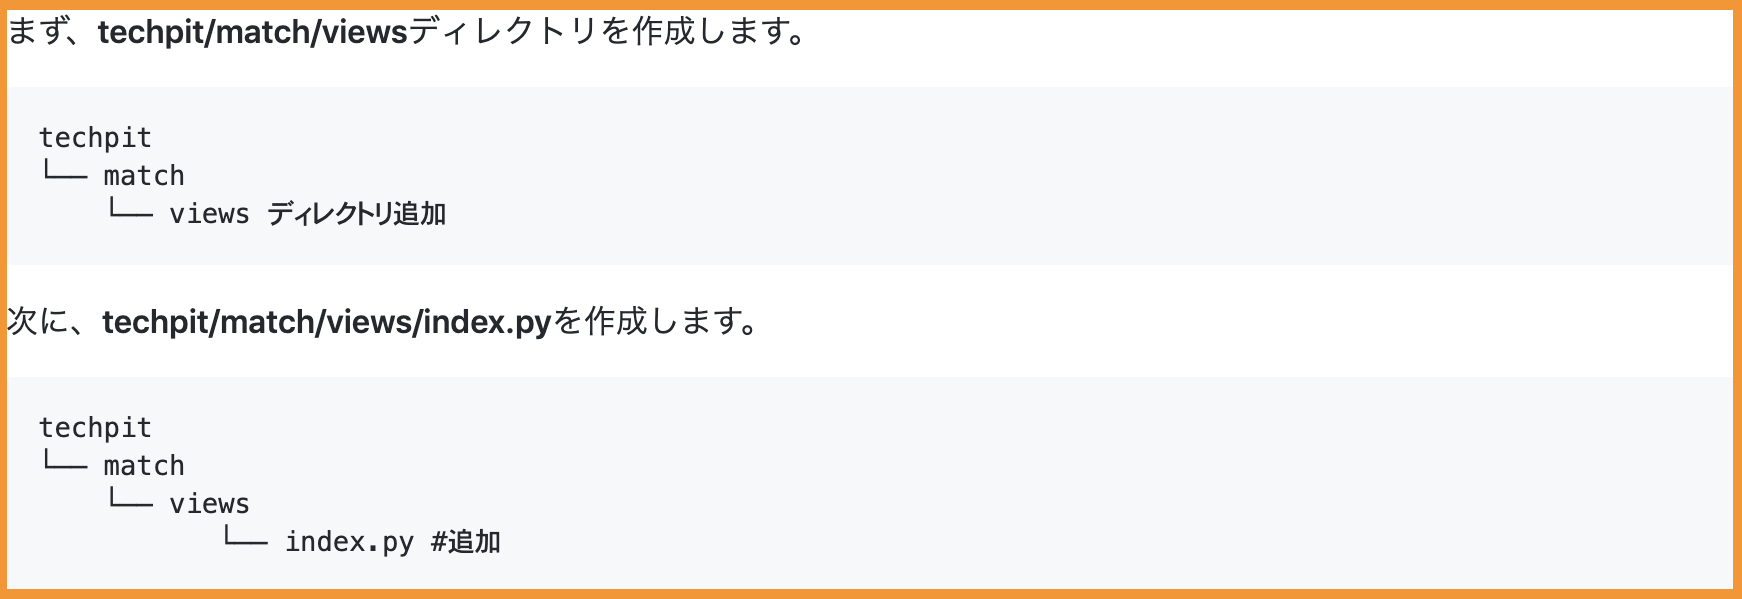 まず、techpit/match/viewsディレクトリを作成します。
techpit
└── match
    └── views ディレクトリ追加
次に、techpit/match/views/index.pyを作成します。
techpit
└── match
    └── views
           └── index.py #追加